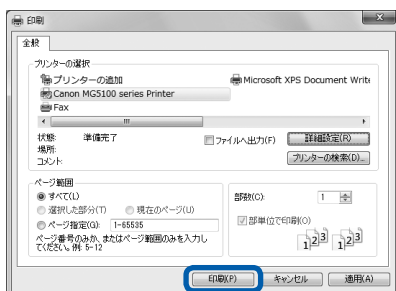 印刷
全般
プリンターの選択
プリンターの追加
Microsoft XPS Document Write
Canon MG5100 series Printer
Fax
状態: 準備完了
ファイルへ出力(F)
詳細設定(R)
場所:
コメント:
プリンターの検索(D)...
ページ範囲
すべて(L)
選択した部分(T)
現在のページ(U)
ページ指定(G):
1-65535
ページ番号のみか、またはページ範囲のみを入力し
てください。例: 5-12
部数(C):
1
部単位で印刷(O)
1 2 3
1 2 3
印刷(P)
キャンセル
適用(A)